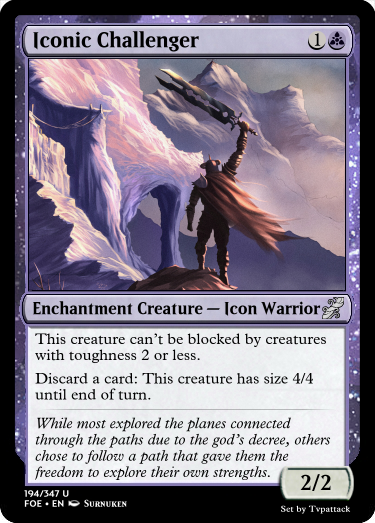 Iconic Challenger 1
Enchantment Creature — Icon Warrior
This creature can't be blocked by creatures
with toughness 2 or less.
Discard a card: This creature has size 4/4
until end of turn.
While most explored the planes connected
through the paths due to the god's decree, others
chose to follow a path that gave them the
freedom to explore their own strengths.
2/2
194/347 U
FOE • EN Surnuken
Set by Tvpattack